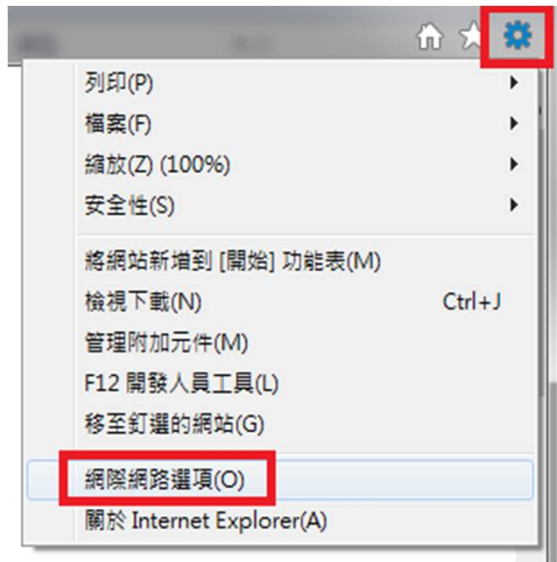 列印(P)
檔案(F)
縮放(Z) (100%)
安全性(S)
將網站新增到 [開始] 功能表(M)
檢視下載(N) Ctrl+J
管理附加元件(M)
F12 開發人員工具(L)
移至釘選的網站(G)
網際網路選項(O)
關於 Internet Explorer(A)